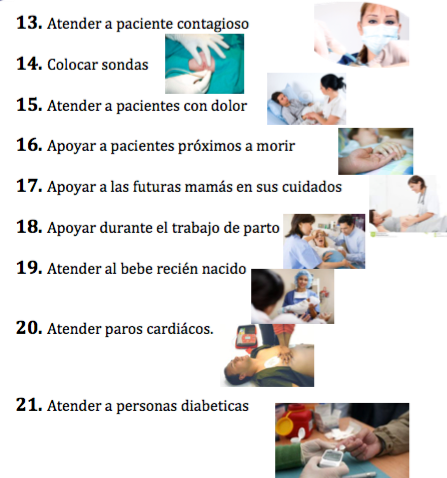 13. Atender a paciente contagioso
14. Colocar sondas
15. Atender a pacientes con dolor
16. Apoyar a pacientes próximos a morir
17. Apoyar a las futuras mamás en sus cuidados
18. Apoyar durante el trabajo de parto
19. Atender al bebe recién nacido
20. Atender paros cardiácos.
21. Atender a personas diabeticas